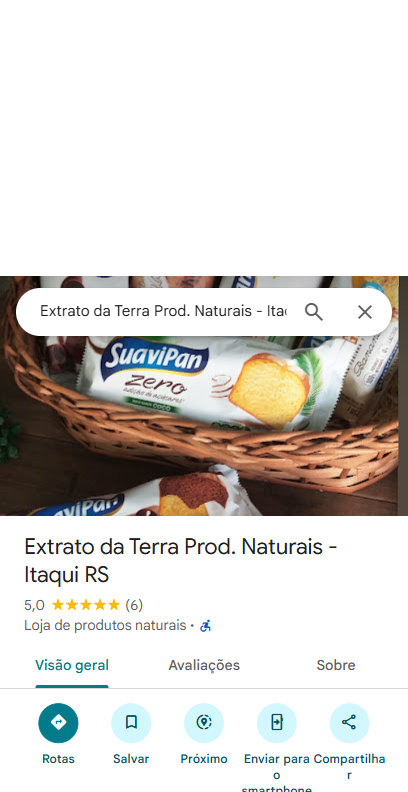 Extrato da Terra Prod. Naturais - Itaq
SuaviPan
zero
adição de açúcares
COCO
SuaviPan
Extrato da Terra Prod. Naturais -
Itaqui RS
5,0 ★★★★★ (6)
Loja de produtos naturais •
Visão geral Avaliações Sobre
Rotas Salvar Próximo Enviar para o smartphone Compartilhar